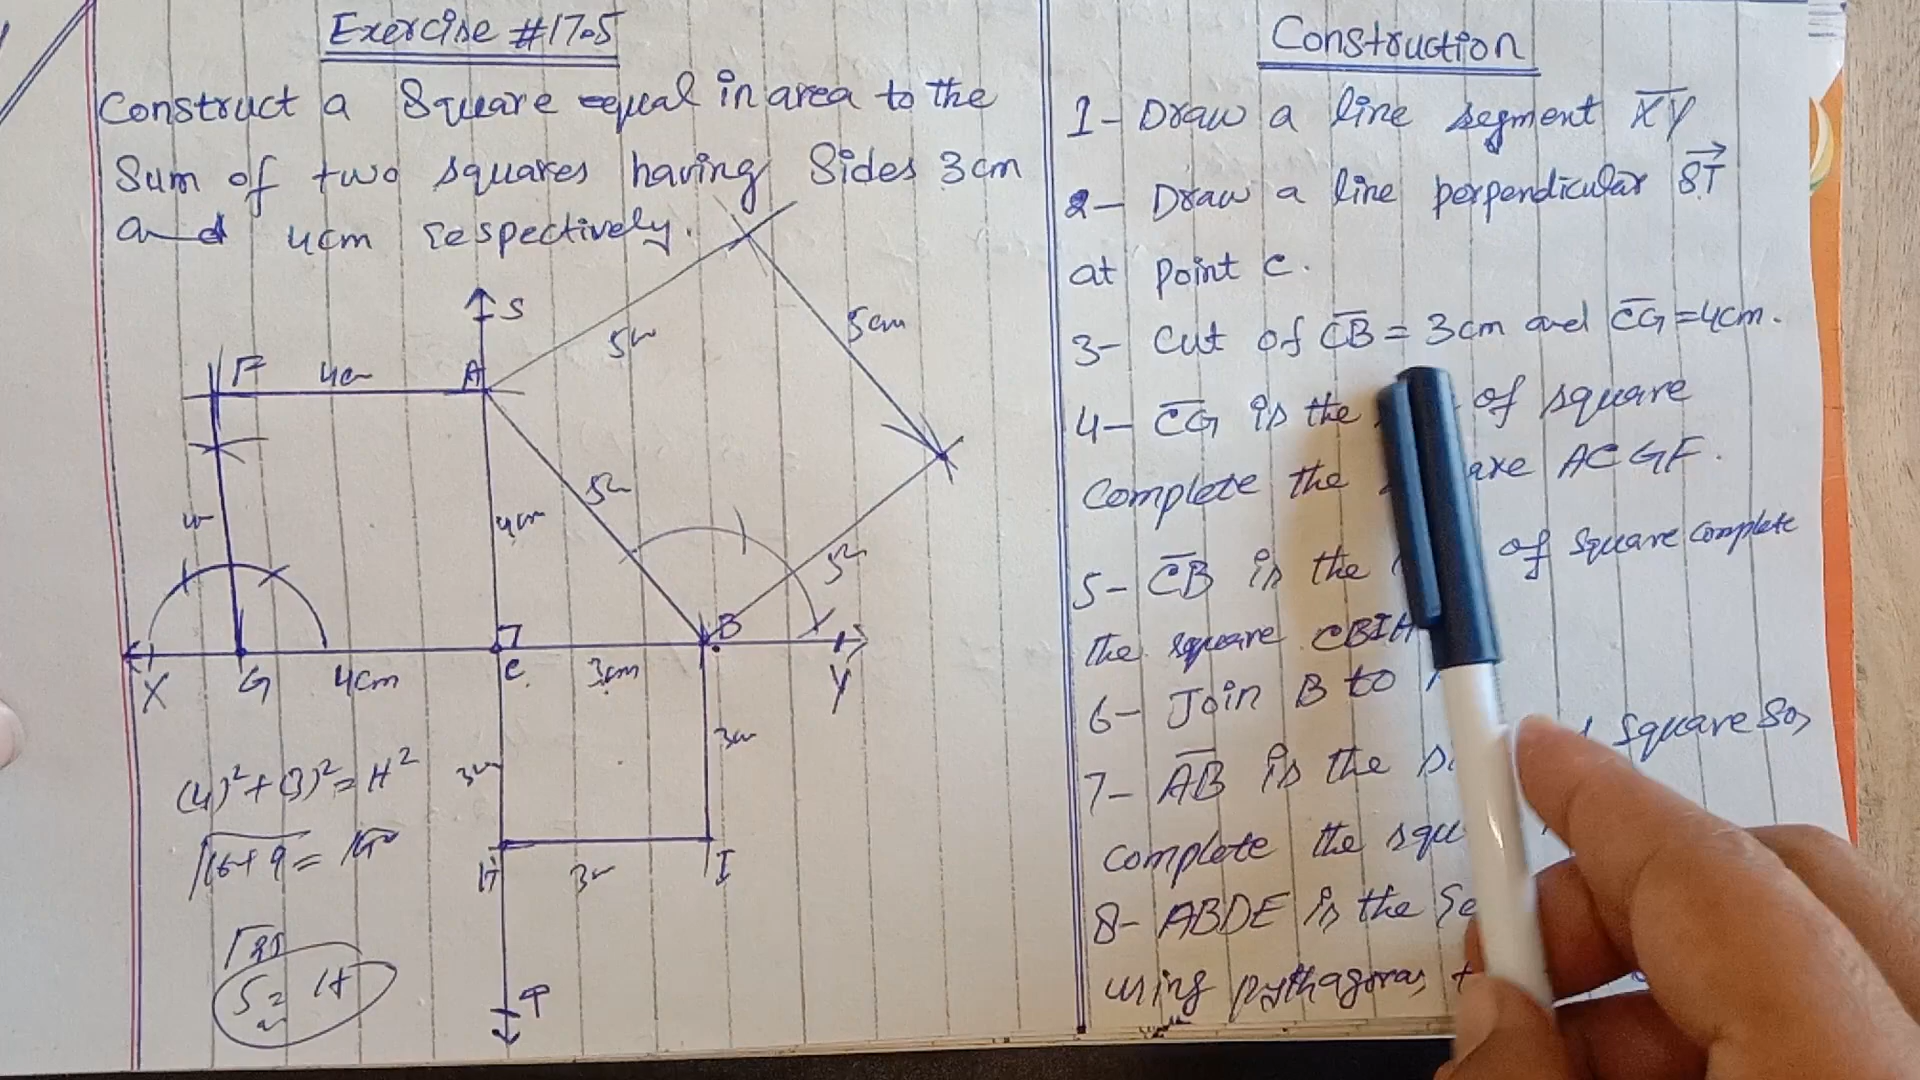 Exercise #17.5
Construct a Square equal in area to the
Sum of two squares having Sides 3cm
and 4cm respectively.
S
F
4cm
A
5cm
5cm
5cm
4cm
5cm
B
X
G
4cm
C
3cm
Y
3cm
3cm
H
3cm
I
T
(4)²+(3)²=H²
√16+9 =
√25
5 = H
cm
Construction
1- Draw a line segment XY
2- Draw a line perpendicular ST
at point C.
3- Cut of CB = 3cm and CG = 4cm.
4- CG is the of square
Complete the ACGF.
5- CB is the of square complete
the square CBIH
6- Join B to
7- AB is the square So,
complete the
8- ABDE is the
using pythagoras